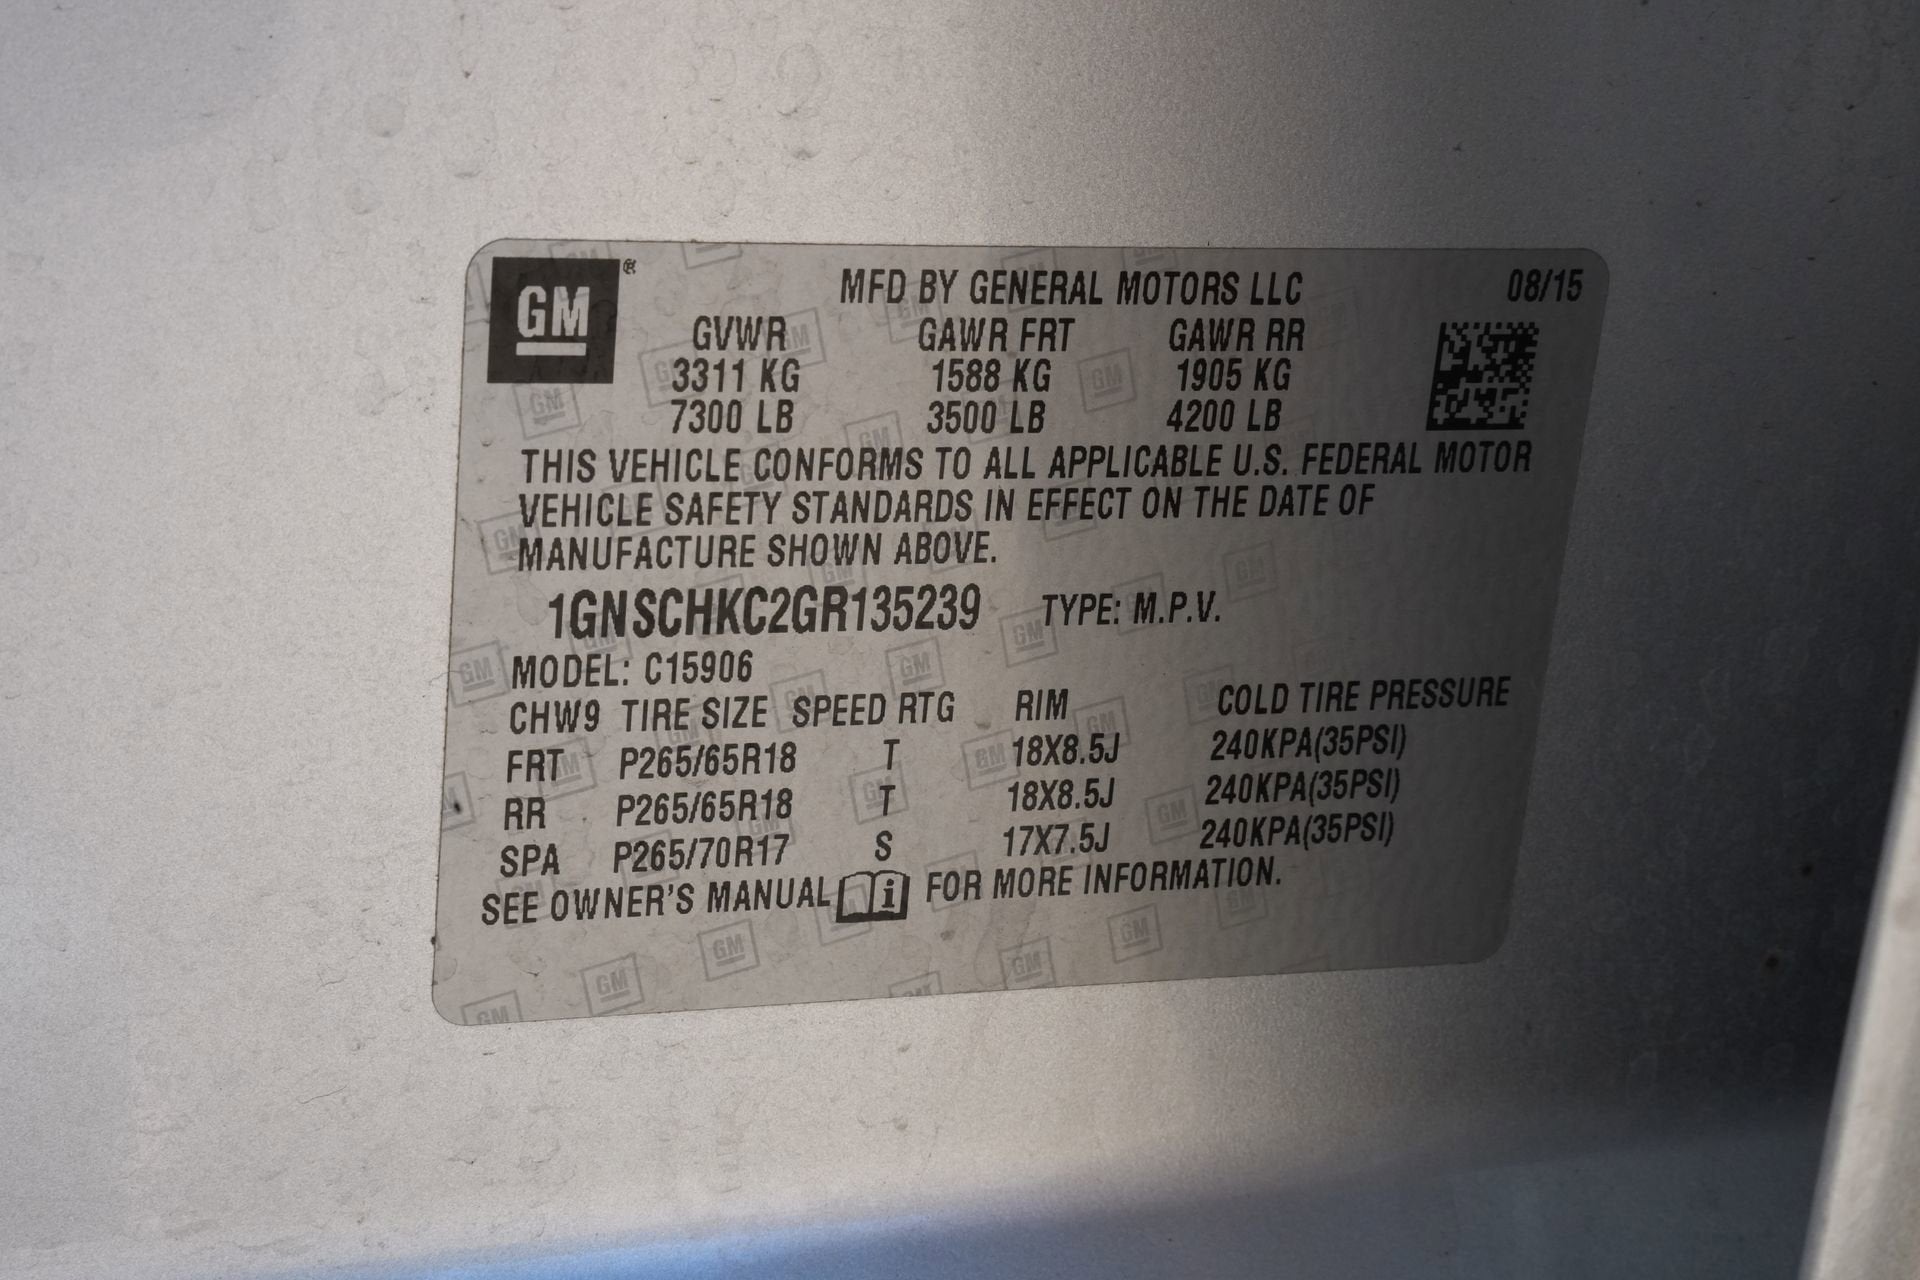 GM®
MFD BY GENERAL MOTORS LLC 08/15
GVWR GAWR FRT GAWR RR
3311 KG 1588 KG 1905 KG
7300 LB 3500 LB 4200 LB
THIS VEHICLE CONFORMS TO ALL APPLICABLE U.S. FEDERAL MOTOR
VEHICLE SAFETY STANDARDS IN EFFECT ON THE DATE OF
MANUFACTURE SHOWN ABOVE.
1GNSCHKC2GR135239 TYPE: M.P.V.
MODEL: C15906
CHW9 TIRE SIZE SPEED RTG RIM COLD TIRE PRESSURE
FRT P265/65R18 T 18X8.5J 240KPA(35PSI)
RR P265/65R18 T 18X8.5J 240KPA(35PSI)
SPA P265/70R17 S 17X7.5J 240KPA(35PSI)
SEE OWNER'S MANUAL i FOR MORE INFORMATION.